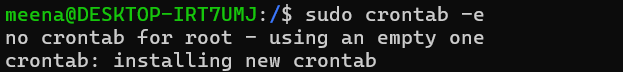 meena@DESKTOP-IRT7UMJ:/$ sudo crontab -e
no crontab for root - using an empty one
crontab: installing new crontab